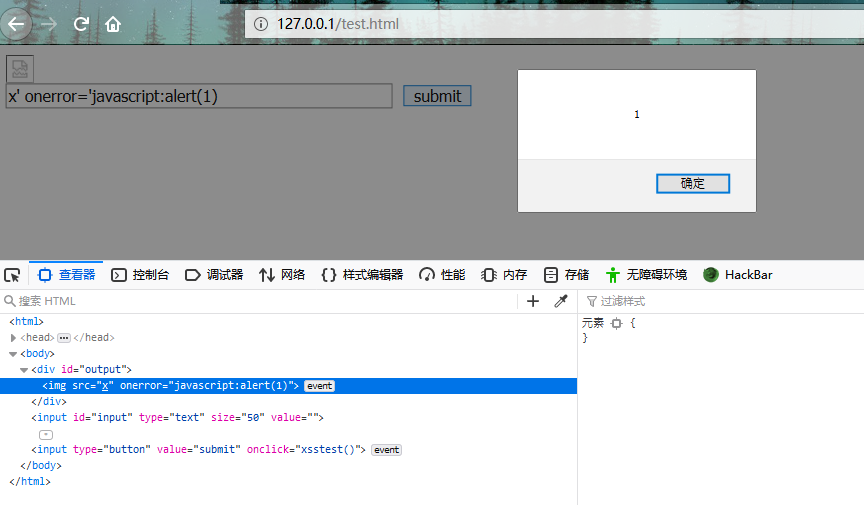 127.0.0.1/test.html
x' onerror='javascript:alert(1)
submit
1
确定
查看器 控制台 调试器 网络 样式编辑器 性能 内存 存储 无障碍环境 HackBar
搜索 HTML
过滤样式
<html>
<head> ... </head>
<body>
<div id="output">
<img src="x" onerror="javascript:alert(1)"> event
</div>
<input id="input" type="text" size="50" value="">
<input type="button" value="submit" onclick="xsstest()"> event
</body>
</html>
元素 {
}